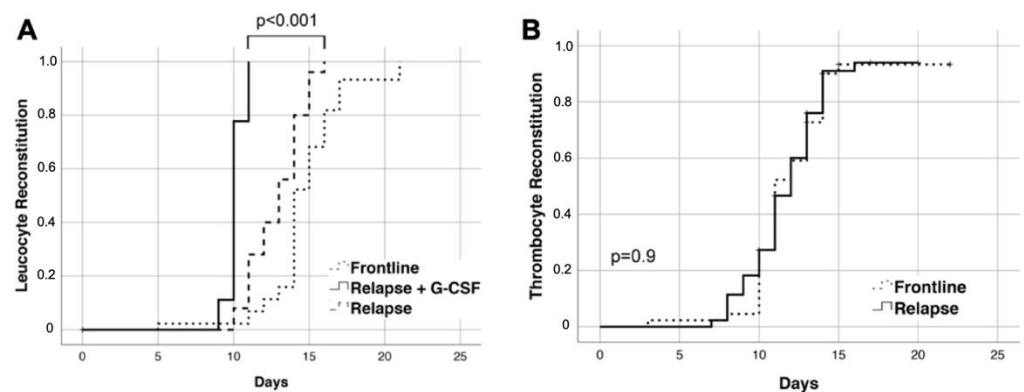 A
p<0.001
Leucocyte Reconstitution
1.0
0.8
0.6
0.4
0.2
0
Frontline
Relapse + G-CSF
Relapse
0 5 10 15 20 25
Days
B
Thrombocyte Reconstitution
1.0
0.8
0.6
0.4
0.2
0
p=0.9
Frontline
Relapse
0 5 10 15 20 25
Days